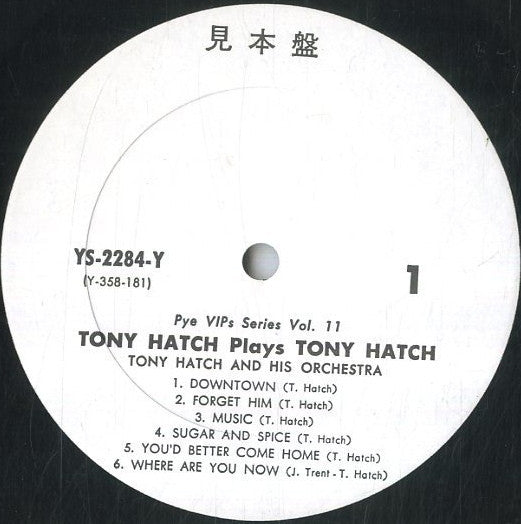 見本盤
YS-2284-Y
(Y-358-181)
1
Pye VIPs Series Vol. 11
TONY HATCH Plays TONY HATCH
TONY HATCH AND HIS ORCHESTRA
1. DOWNTOWN (T. Hatch)
2. FORGET HIM (T. Hatch)
3. MUSIC (T. Hatch)
4. SUGAR AND SPICE (T. Hatch)
5. YOU'D BETTER COME HOME (T. Hatch)
6. WHERE ARE YOU NOW (J. Trent - T. Hatch)